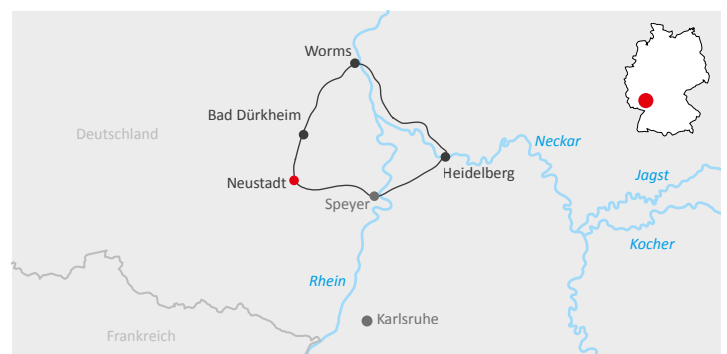 Worms
Bad Dürkheim
Deutschland
Neckar
Heidelberg
Jagst
Neustadt
Speyer
Kocher
Rhein
Karlsruhe
Frankreich